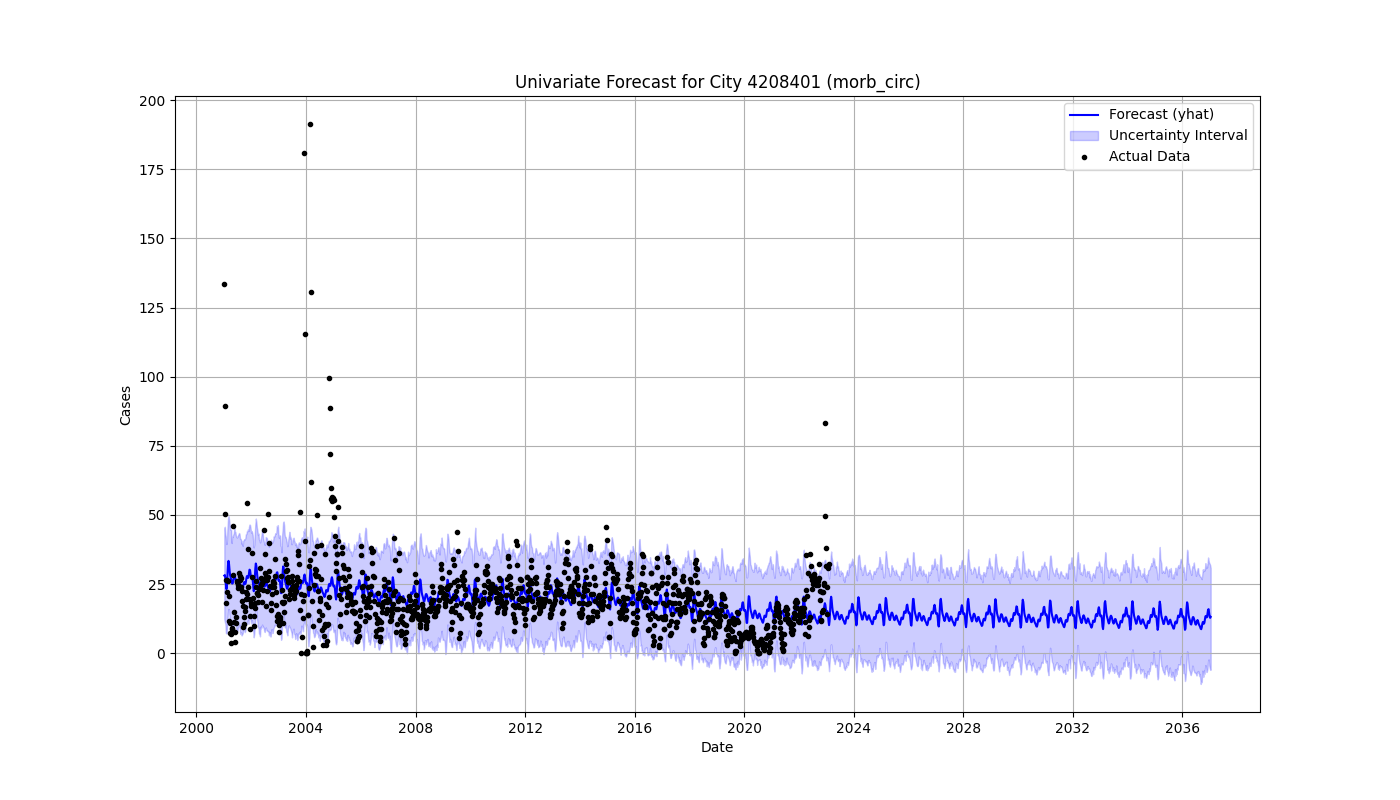 Univariate Forecast for City 4208401 (morb_circ)
Forecast (yhat)
Uncertainty Interval
Actual Data
200
175
150
125
100
75
50
25
0
Cases
2000 2004 2008 2012 2016 2020 2024 2028 2032 2036
Date